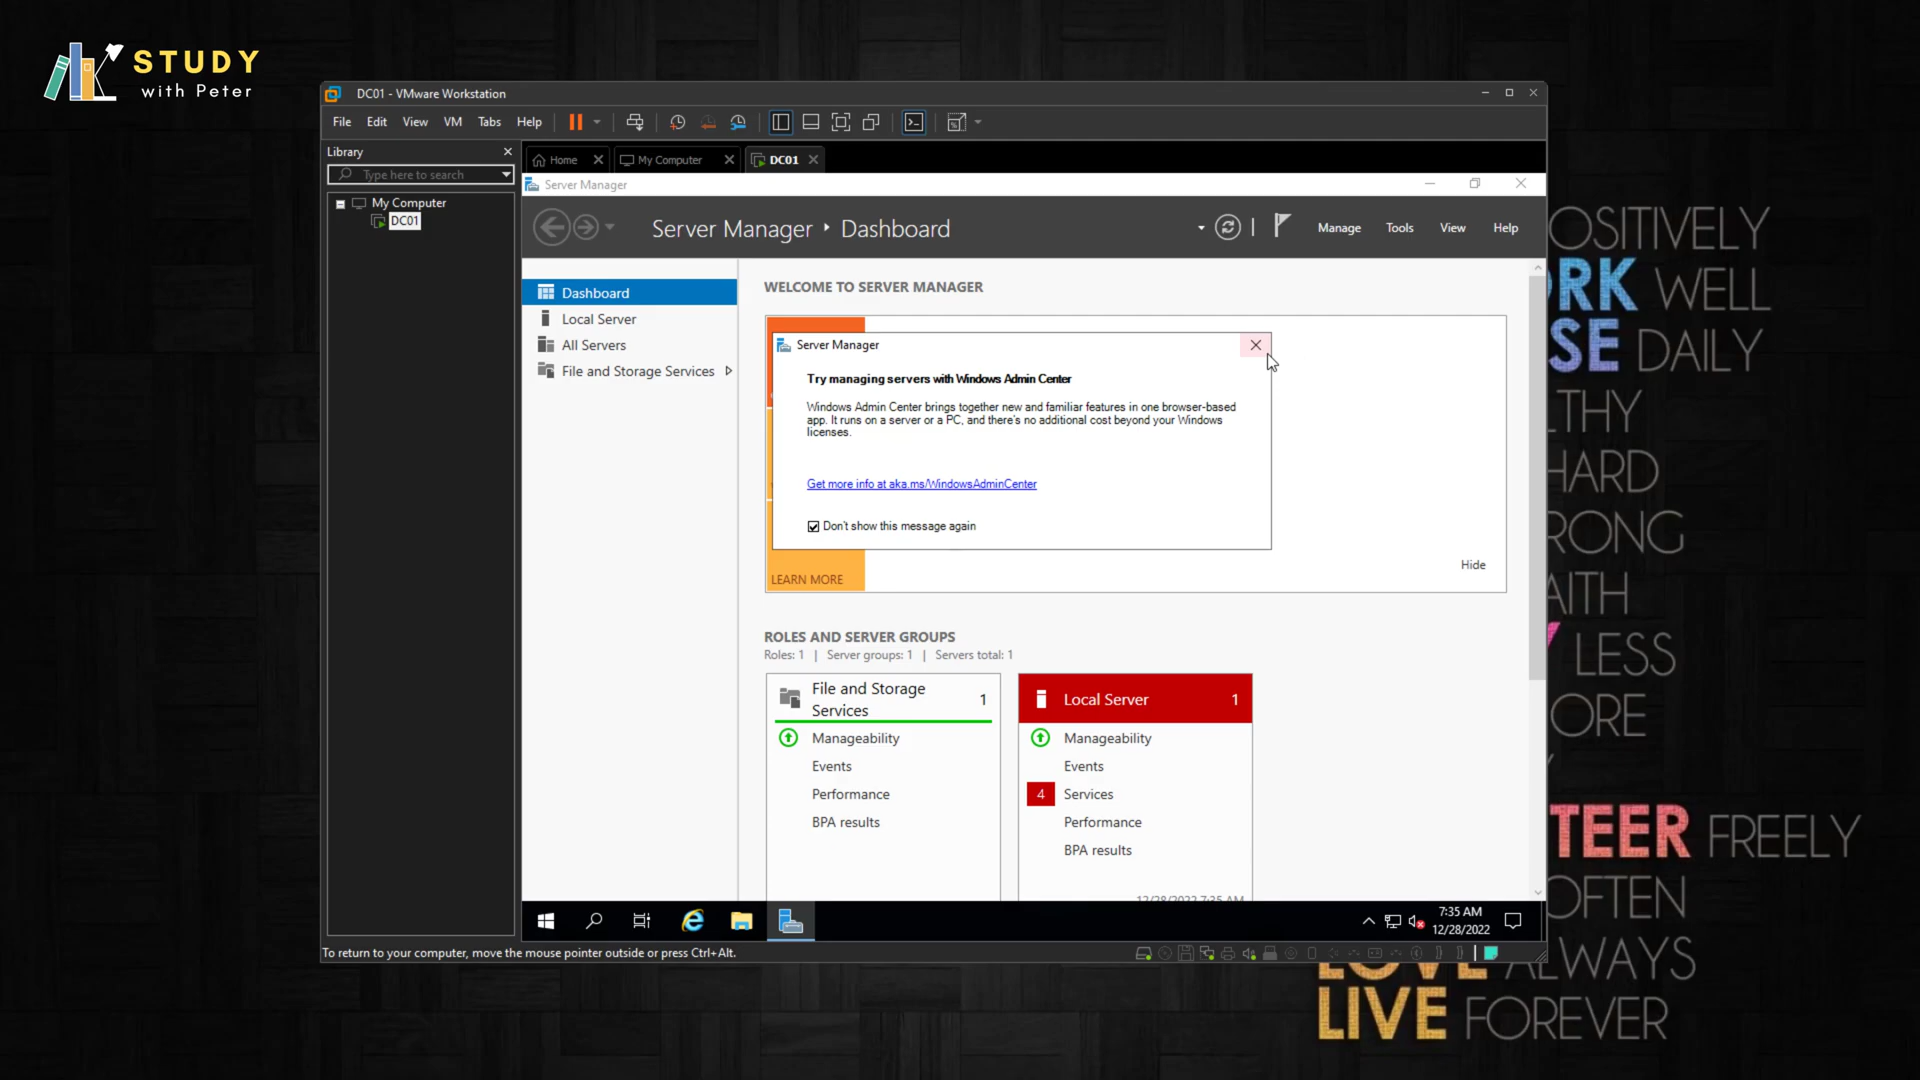 STUDY
with Peter
DC01 - VMware Workstation
File Edit View VM Tabs Help
Library
Type here to search
My Computer
DC01
Home
My Computer
DC01
Server Manager
Server Manager ‣ Dashboard
Manage Tools View Help
Dashboard
Local Server
All Servers
File and Storage Services
WELCOME TO SERVER MANAGER
Server Manager
Try managing servers with Windows Admin Center
Windows Admin Center brings together new and familiar features in one browser-based
app. It runs on a server or a PC, and there's no additional cost beyond your Windows
licenses.
Get more info at aka.ms/WindowsAdminCenter
Don't show this message again
LEARN MORE
Hide
ROLES AND SERVER GROUPS
Roles: 1 | Server groups: 1 | Servers total: 1
File and Storage
Services
1
Manageability
Events
Performance
BPA results
Local Server 1
Manageability
Events
4 Services
Performance
BPA results
12/28/2022 7:35 AM
7:35 AM
12/28/2022
To return to your computer, move the mouse pointer outside or press Ctrl+Alt.
OSITIVELY
RK WELL
SE DAILY
THY
HARD
RONG
AITH
Y LESS
ORE
TEER FREELY
OFTEN
LOVE ALWAYS
LIVE FOREVER